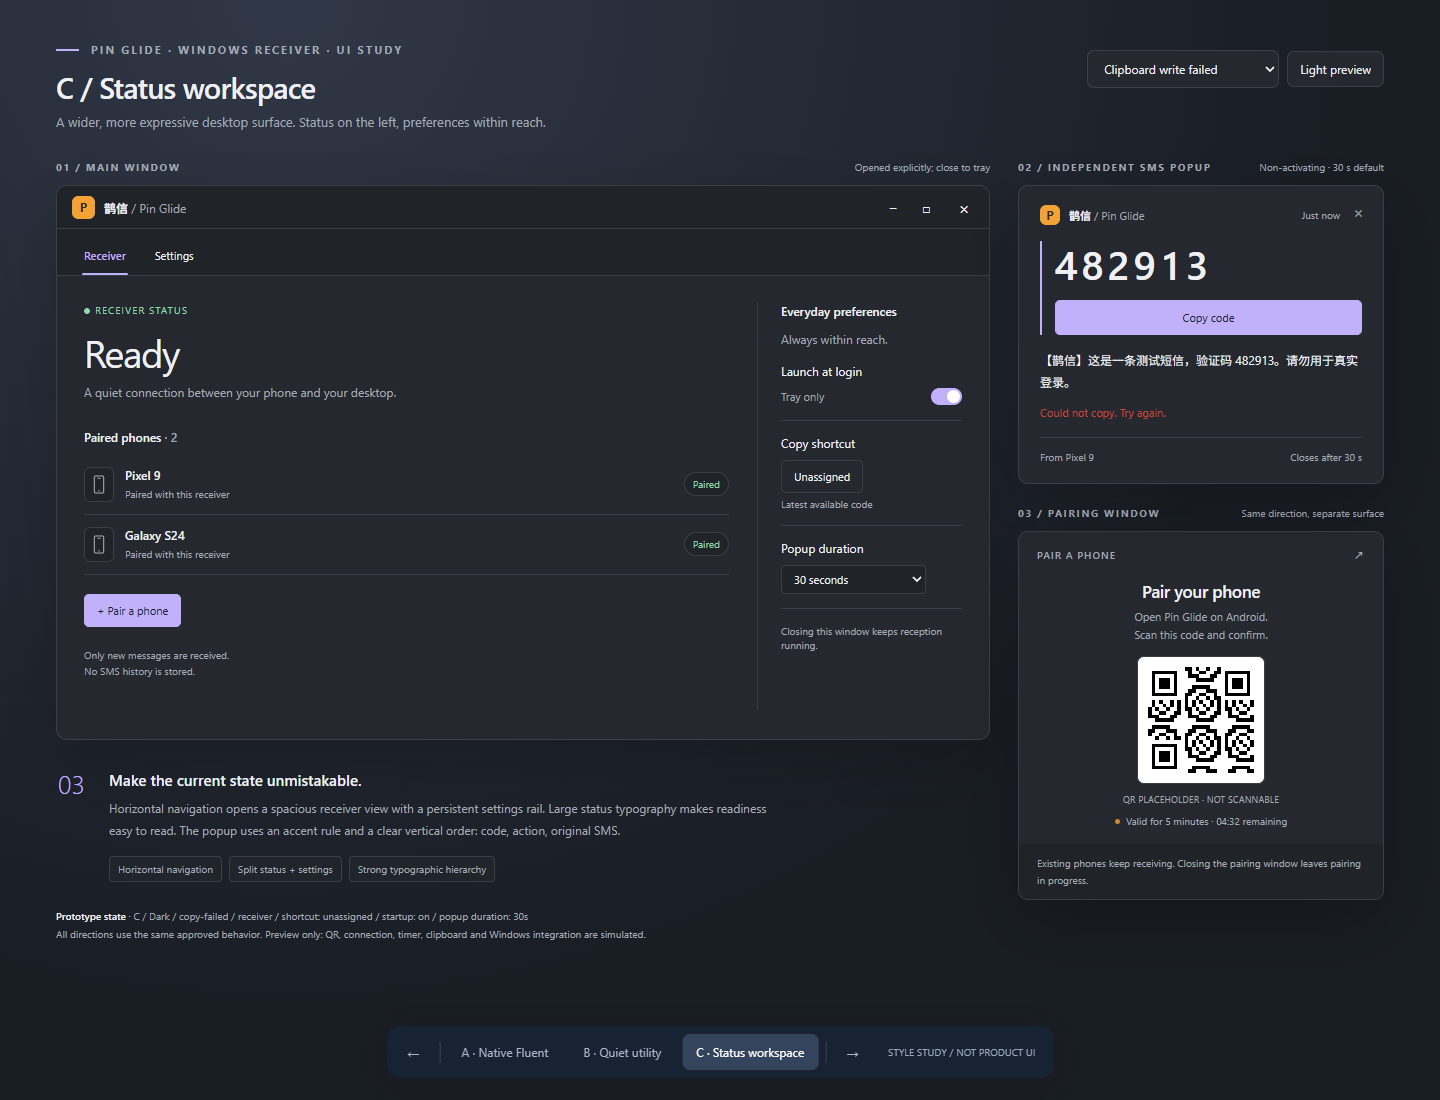 PIN GLIDE · WINDOWS RECEIVER · UI STUDY
C / Status workspace
A wider, more expressive desktop surface. Status on the left, preferences within reach.
Clipboard write failed
Light preview
01 / MAIN WINDOW
Opened explicitly; close to tray
P 鹊信 / Pin Glide
Receiver
Settings
RECEIVER STATUS
Ready
A quiet connection between your phone and your desktop.
Paired phones · 2
Pixel 9
Paired with this receiver
Paired
Galaxy S24
Paired with this receiver
Paired
+ Pair a phone
Only new messages are received.
No SMS history is stored.
Everyday preferences
Always within reach.
Launch at login
Tray only
Copy shortcut
Unassigned
Latest available code
Popup duration
30 seconds
Closing this window keeps reception
running.
02 / INDEPENDENT SMS POPUP
Non-activating · 30 s default
P 鹊信 / Pin Glide
Just now
482913
Copy code
【鹊信】这是一条测试短信，验证码 482913。请勿用于真实
登录。
Could not copy. Try again.
From Pixel 9
Closes after 30 s
03 / PAIRING WINDOW
Same direction, separate surface
PAIR A PHONE
Pair your phone
Open Pin Glide on Android.
Scan this code and confirm.
QR PLACEHOLDER · NOT SCANNABLE
Valid for 5 minutes · 04:32 remaining
Existing phones keep receiving. Closing the pairing window leaves pairing
in progress.
03
Make the current state unmistakable.
Horizontal navigation opens a spacious receiver view with a persistent settings rail. Large status typography makes readiness
easy to read. The popup uses an accent rule and a clear vertical order: code, action, original SMS.
Horizontal navigation
Split status + settings
Strong typographic hierarchy
Prototype state · C / Dark / copy-failed / receiver / shortcut: unassigned / startup: on / popup duration: 30s
All directions use the same approved behavior. Preview only: QR, connection, timer, clipboard and Windows integration are simulated.
← A · Native Fluent
B · Quiet utility
C · Status workspace
→ STYLE STUDY / NOT PRODUCT UI